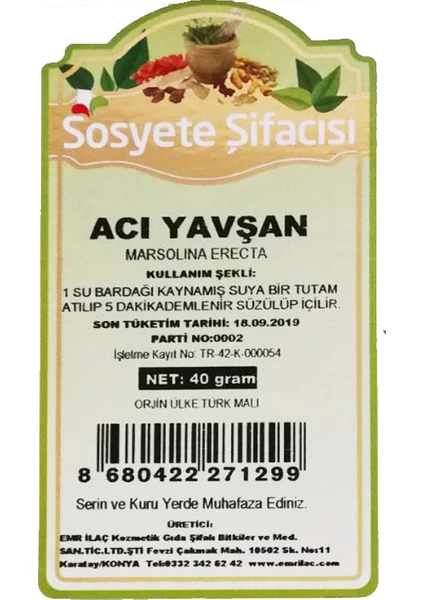 Sosyete Şifacısı
ACI YAVŞAN
MARSOLINA ERECTA
KULLANIM ŞEKLİ:
1 SU BARDAĞI KAYNAMIŞ SUYA BİR TUTAM
ATILIP 5 DAKİKADEMLENİR SÜZÜLÜP İÇİLİR.
SON TÜKETİM TARİHİ: 18.09.2019
PARTİ NO:0002
İşletme Kayıt No: TR-42-K-000054
NET: 40 gram
ORJİN ÜLKE TÜRK MALI
8 680422 271299
Serin ve Kuru Yerde Muhafaza Ediniz.
ÜRETİCİ:
EMR İLAÇ Kozmetik Gıda Şifalı Bitkiler ve Med.
SAN.TİC.LTD.ŞTİ Fevzi Çakmak Mah. 10502 Sk. No:11
Karatay/KONYA Tel:0332 342 62 42 www.emrilac.com